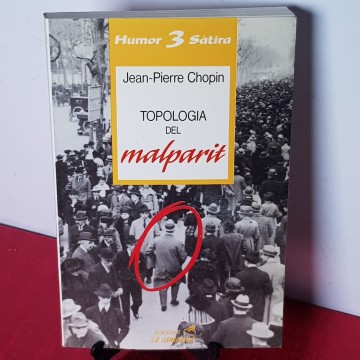 Humor 3 Sàtira
Jean-Pierre Chopin
TOPOLOGIA
DEL
malparit